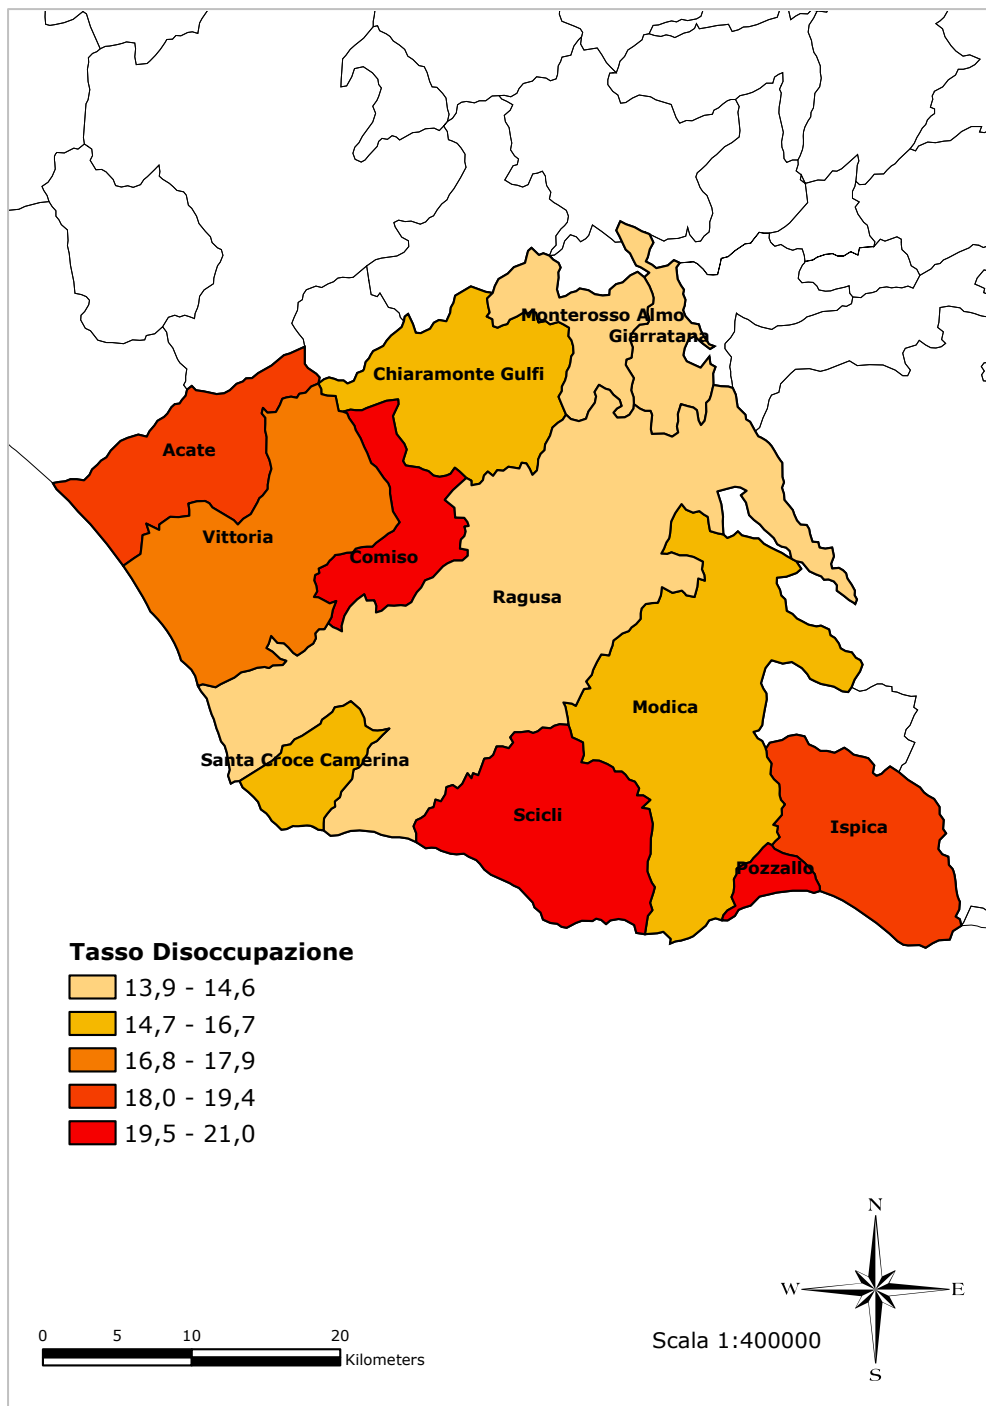 Monterosso Almo
Giarratana
Chiaramonte Gulfi
Acate
Vittoria
Comiso
Ragusa
Modica
Santa Croce Camerina
Scicli
Ispica
Pozzallo
Tasso Disoccupazione
13,9 - 14,6
14,7 - 16,7
16,8 - 17,9
18,0 - 19,4
19,5 - 21,0
N
W E
S
0 5 10 20
Kilometers
Scala 1:400000